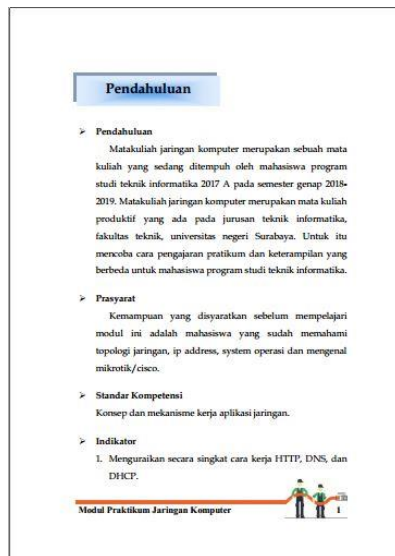 Pendahuluan
➢ Pendahuluan
Matakuliah jaringan komputer merupakan sebuah mata
kuliah yang sedang ditempuh oleh mahasiswa program
studi teknik informatika 2017 A pada semester genap 2018-
2019. Matakuliah jaringan komputer merupakan mata kuliah
produktif yang ada pada jurusan teknik informatika,
fakultas teknik, universitas negeri Surabaya. Untuk itu
mencoba cara pengajaran pratikum dan keterampilan yang
berbeda untuk mahasiswa program studi teknik informatika.
➢ Prasyarat
Kemampuan yang disyaratkan sebelum mempelajari
modul ini adalah mahasiswa yang sudah memahami
topologi jaringan, ip address, system operasi dan mengenal
mikrotik/cisco.
➢ Standar Kompetensi
Konsep dan mekanisme kerja aplikasi jaringan.
➢ Indikator
1. Menguraikan secara singkat cara kerja HTTP, DNS, dan
DHCP.
Modul Praktikum Jaringan Komputer 1